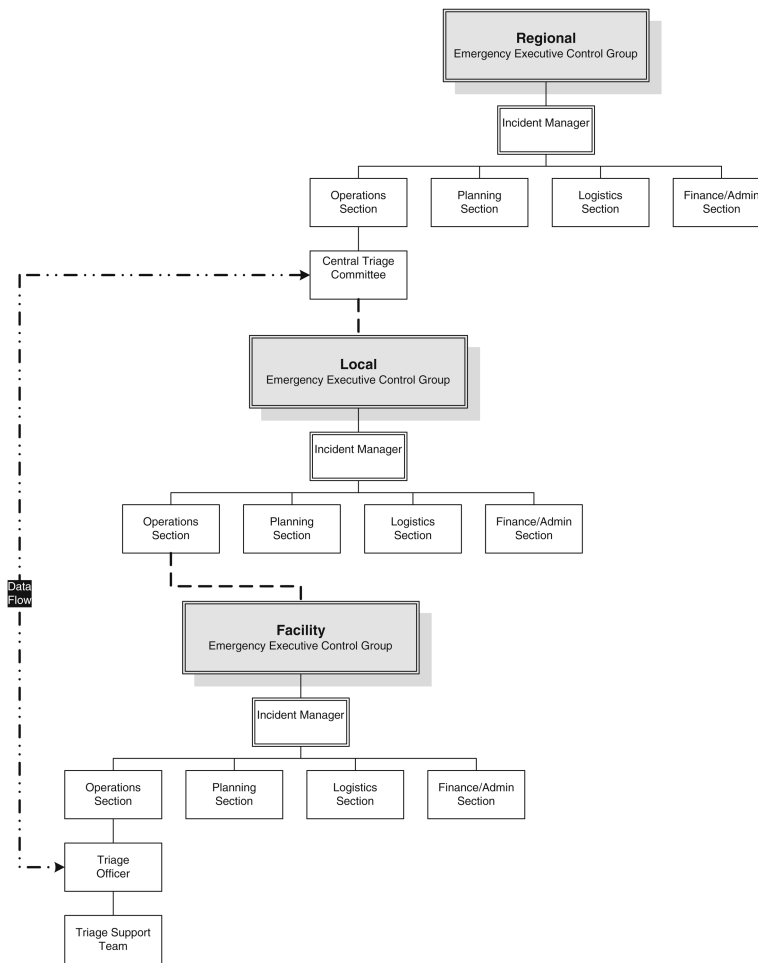 Regional
Emergency Executive Control Group
Incident Manager
Operations
Section
Planning
Section
Logistics
Section
Finance/Admin
Section
Central Triage
Committee
Local
Emergency Executive Control Group
Incident Manager
Operations
Section
Planning
Section
Logistics
Section
Finance/Admin
Section
Data
Flow
Facility
Emergency Executive Control Group
Incident Manager
Operations
Section
Planning
Section
Logistics
Section
Finance/Admin
Section
Triage
Officer
Triage Support
Team